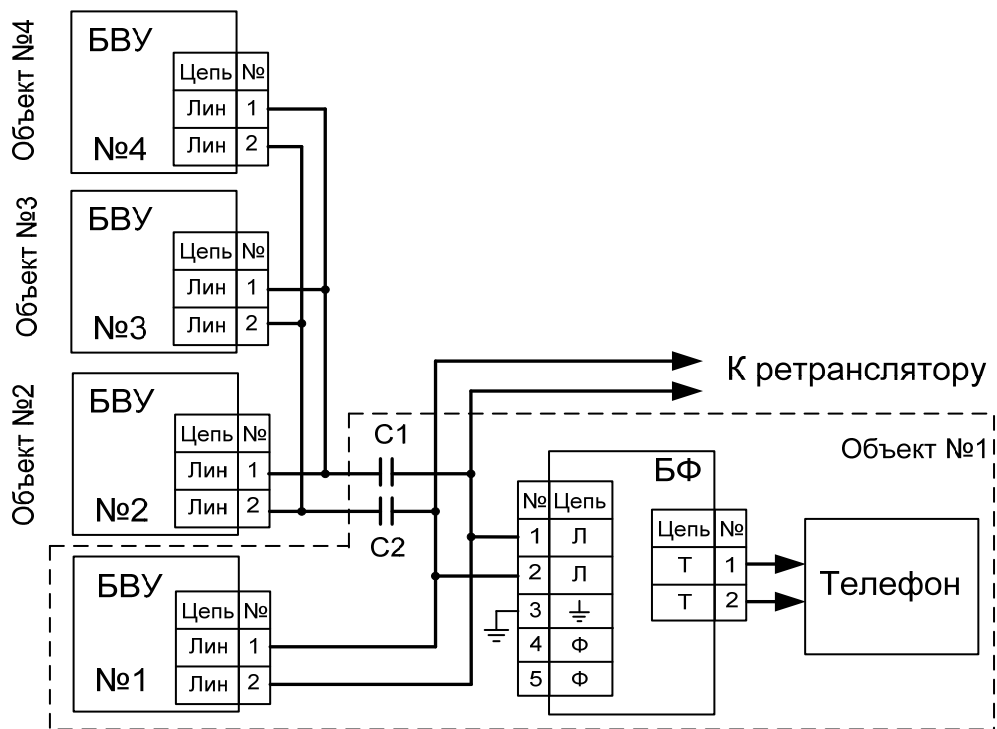 Объект №4
БВУ
№4
Цепь №
Лин 1
Лин 2
Объект №3
БВУ
№3
Цепь №
Лин 1
Лин 2
Объект №2
БВУ
№2
Цепь №
Лин 1
Лин 2
C1
C2
К ретранслятору
Объект №1
БВУ
№1
Цепь №
Лин 1
Лин 2
БФ
№ Цепь
1 Л
2 Л
3
4 Ф
5 Ф
Цепь №
Т 1
Т 2
Телефон